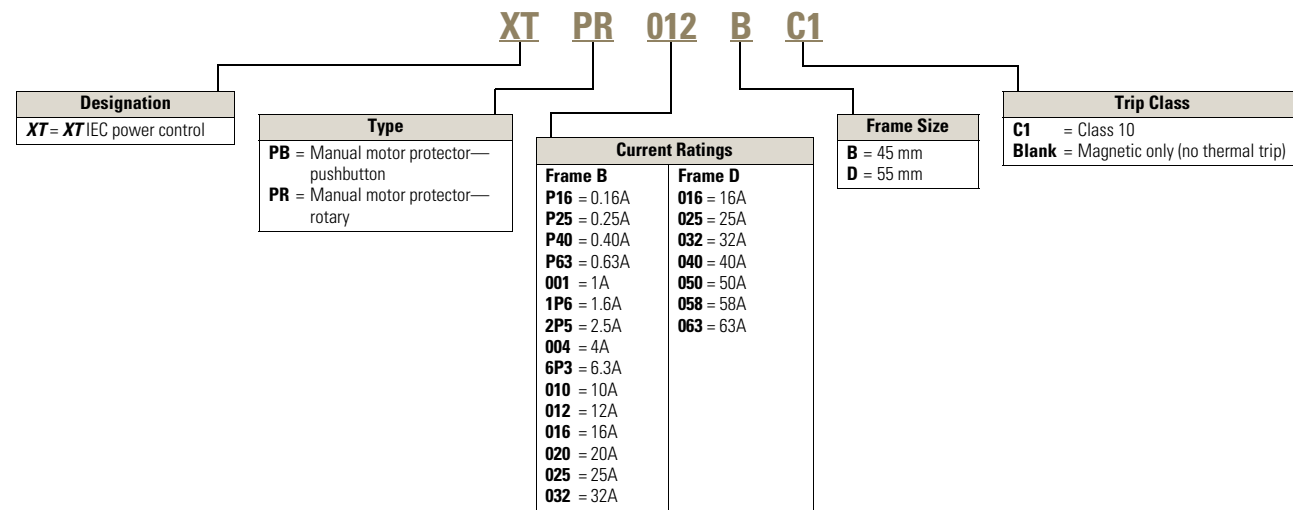 XT PR 012 B C1
Designation
XT = XT IEC power control
Type
PB = Manual motor protector—
pushbutton
PR = Manual motor protector—
rotary
Current Ratings
Frame B
P16 = 0.16A
P25 = 0.25A
P40 = 0.40A
P63 = 0.63A
001 = 1A
1P6 = 1.6A
2P5 = 2.5A
004 = 4A
6P3 = 6.3A
010 = 10A
012 = 12A
016 = 16A
020 = 20A
025 = 25A
032 = 32A
Frame D
016 = 16A
025 = 25A
032 = 32A
040 = 40A
050 = 50A
058 = 58A
063 = 63A
Frame Size
B = 45 mm
D = 55 mm
Trip Class
C1 = Class 10
Blank = Magnetic only (no thermal trip)